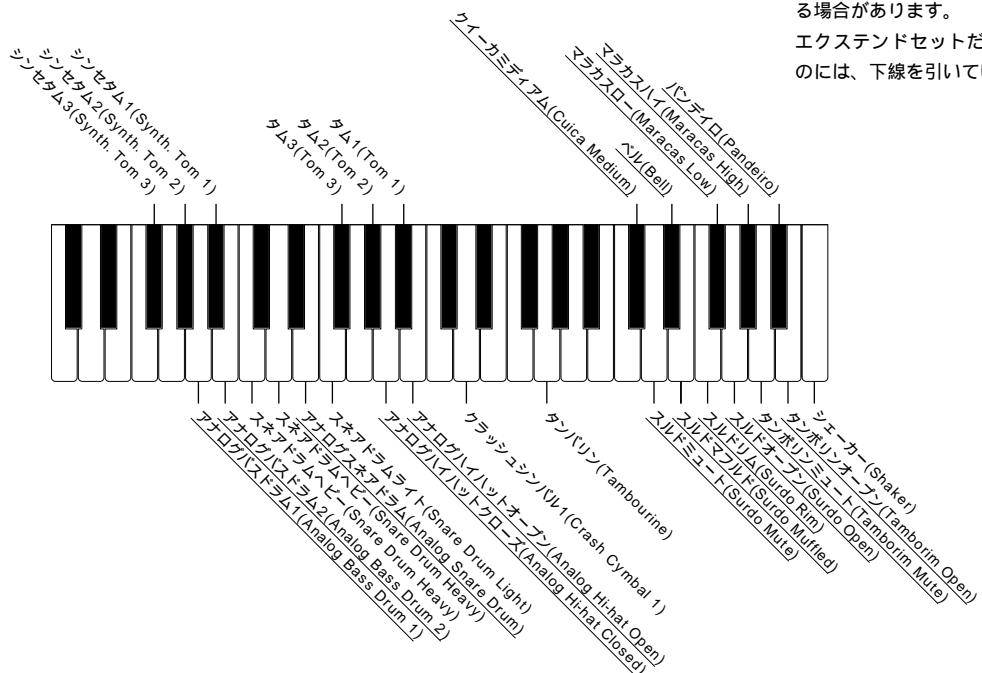 る場合があります。
エクステンドセットだ
のには、下線を引いてい
シンセタム3(Synth. Tom 3)
シンセタム2(Synth. Tom 2)
シンセタム1(Synth. Tom 1)
タム3(Tom 3)
タム2(Tom 2)
タム1(Tom 1)
クイーカミディアム(Cuica Medium)
ベル(Bell)
マラカスロー(Maracas Low)
マラカスハイ(Maracas High)
パンデイロ(Pandeiro)
アナログバスドラム1(Analog Bass Drum 1)
アナログバスドラム2(Analog Bass Drum 2)
スネアドラムヘビー(Snare Drum Heavy)
スネアドラムヘビー(Snare Drum Heavy)
アナログスネアドラム(Analog Snare Drum)
スネアドラムライト(Snare Drum Light)
アナログハイハットクローズ(Analog Hi-hat Closed)
アナログハイハットオープン(Analog Hi-hat Open)
クラッシュシンバル1(Crash Cymbal 1)
タンバリン(Tambourine)
スルドミュート(Surdo Mute)
スルドマフルド(Surdo Muffled)
スルドリム(Surdo Rim)
スルドオープン(Surdo Open)
タンボリンミュート(Tamborim Mute)
タンボリンオープン(Tamborim Open)
シェーカー(Shaker)